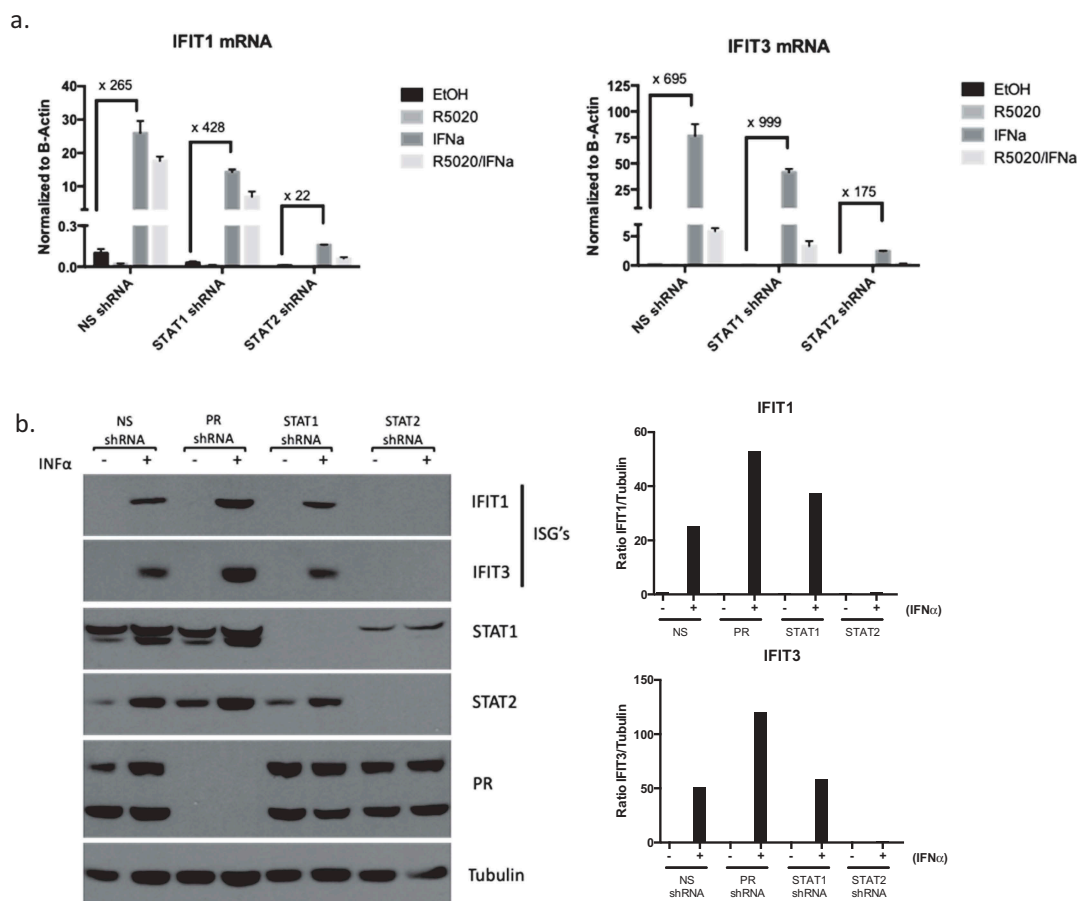 a.
IFIT1 mRNA
Normalized to B-Actin
40
30
20
10
0.3
0.0
x 265
x 428
x 22
NS shRNA
STAT1 shRNA
STAT2 shRNA
EtOH
R5020
IFNa
R5020/IFNa
IFIT3 mRNA
Normalized to B-Actin
125
100
75
50
25
5
0
x 695
x 999
x 175
NS shRNA
STAT1 shRNA
STAT2 shRNA
EtOH
R5020
IFNa
R5020/IFNa
b.
NS shRNA
PR shRNA
STAT1 shRNA
STAT2 shRNA
INFα - + - + - + - +
IFIT1
IFIT3
ISG's
STAT1
STAT2
PR
Tubulin
IFIT1
Ratio IFIT1/Tubulin
60
40
20
0
- + - + - + - + (IFNα)
NS PR STAT1 STAT2
IFIT3
Ratio IFIT3/Tubulin
150
100
50
0
- + - + - + - + (IFNα)
NS shRNA
PR shRNA
STAT1 shRNA
STAT2 shRNA